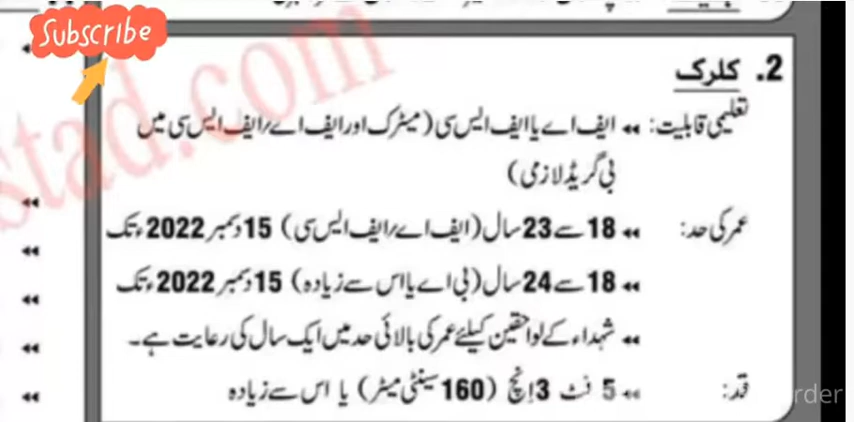 Subscribe
2. کلرک
تعلیمی قابلیت: ◂◂ ایف اے یا ایف ایس سی (میٹرک اور ایف اے/ایف ایس سی میں
بی گریڈ لازمی)
عمر کی حد: ◂◂ 18 سے 23 سال (ایف اے/ایف ایس سی) 15 دسمبر 2022ء تک
◂◂ 18 سے 24 سال (بی اے یا اس سے زیادہ) 15 دسمبر 2022ء تک
◂◂ شہداء کے لواحقین کیلئے عمر کی بالائی حد میں ایک سال کی رعایت ہے۔
قد: ◂◂ 5 فٹ 3 اِنچ (160 سینٹی میٹر) یا اس سے زیادہ